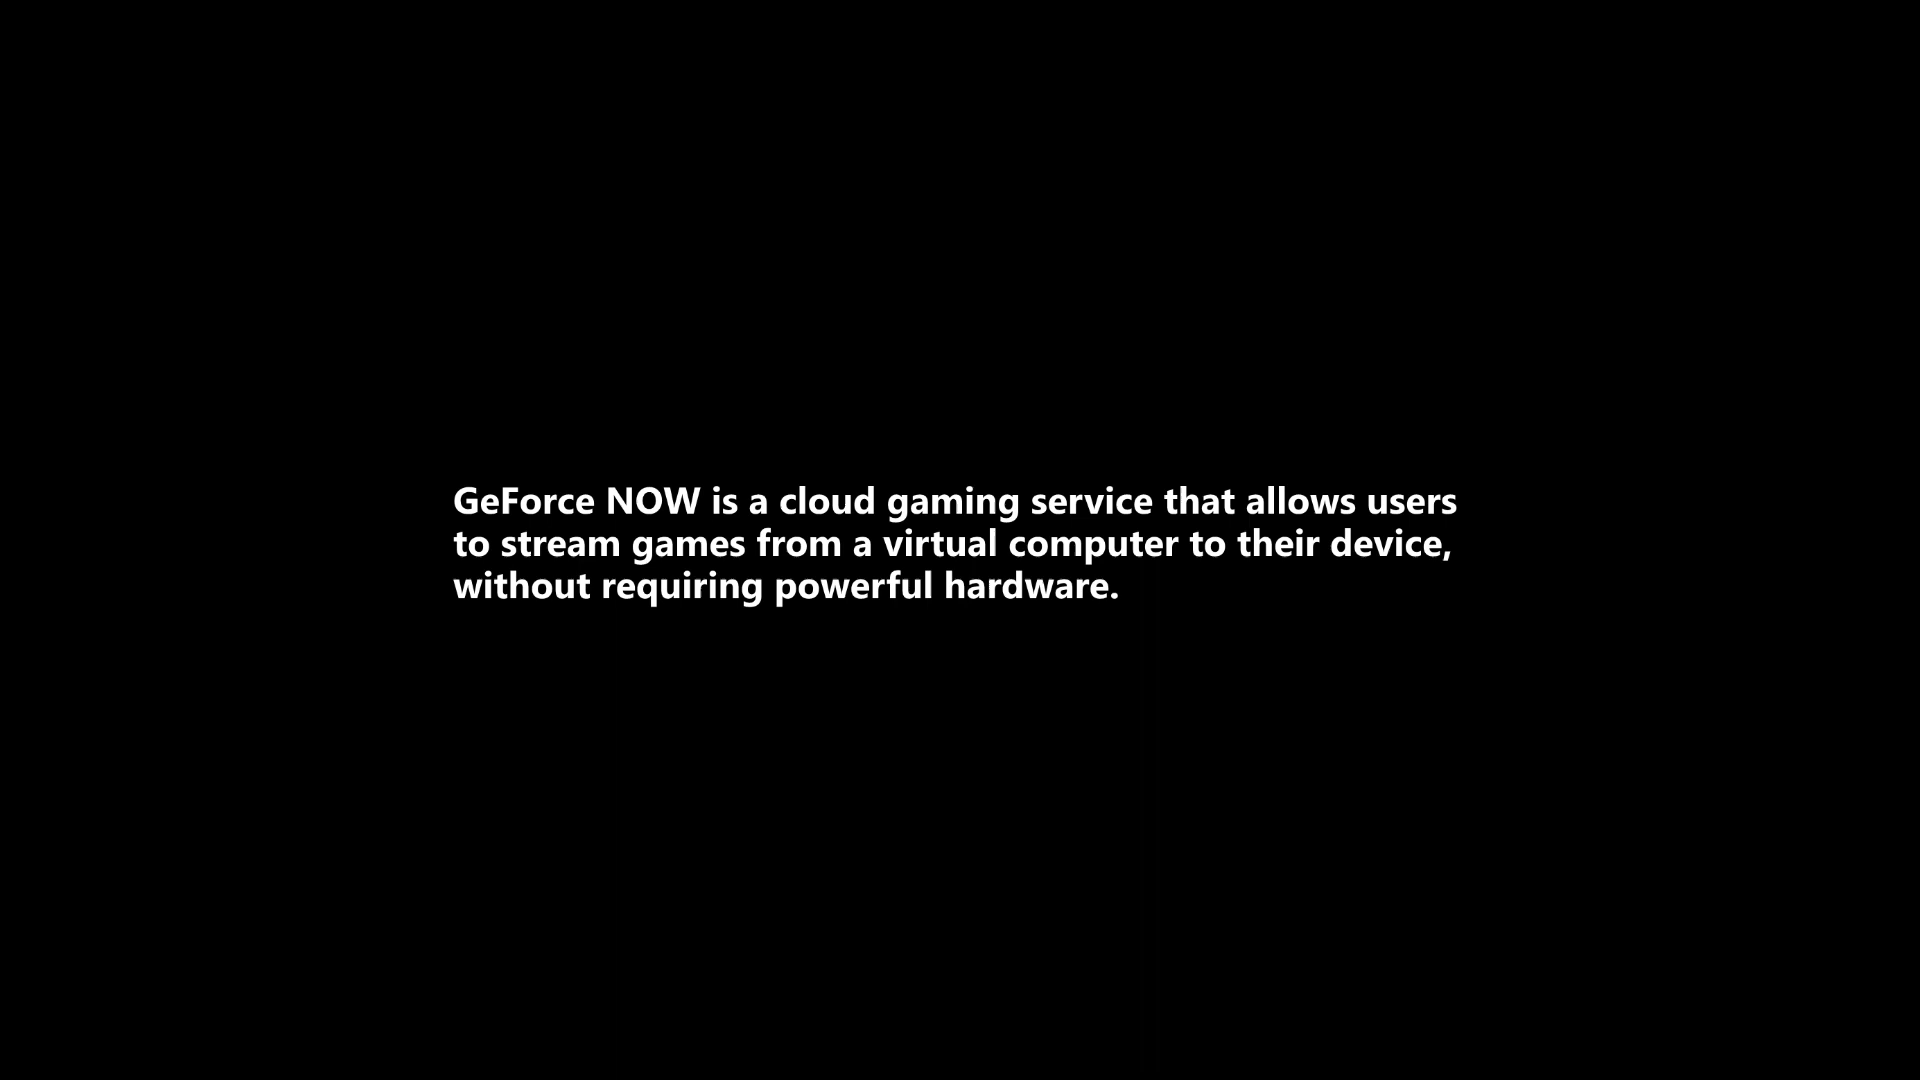 GeForce NOW is a cloud gaming service that allows users
to stream games from a virtual computer to their device,
without requiring powerful hardware.